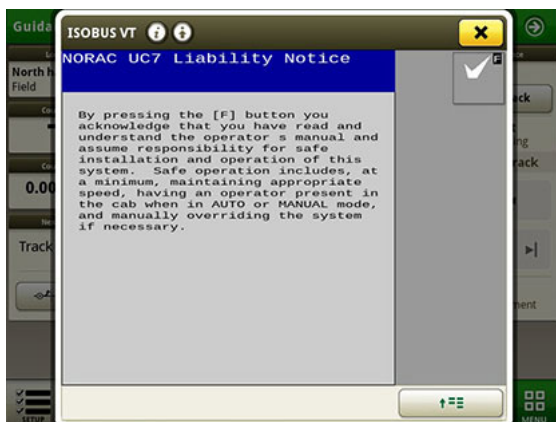 Guida
ISOBUS VT
NORAC UC7 Liability Notice
F
North h
Field
ack
By pressing the [F] button you
acknowledge that you have read and
understand the operator s manual and
assume responsibility for safe
installation and operation of this
system. Safe operation includes, at
a minimum, maintaining appropriate
speed, having an operator present in
the cab when in AUTO or MANUAL mode,
and manually overriding the system
if necessary.
ng
rack
0.00
Track
ment
SETUP
MENU